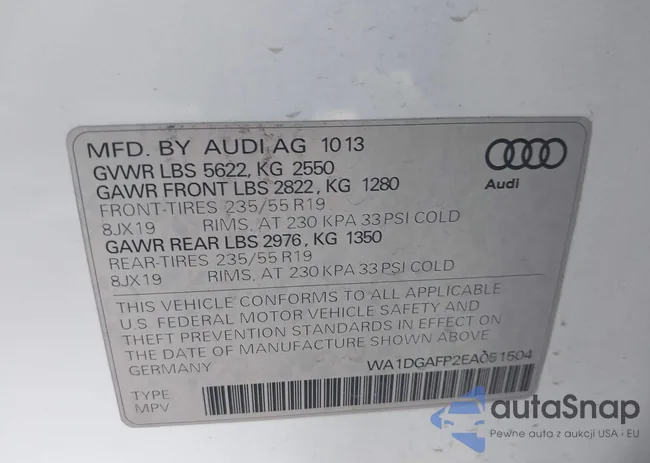 MFD. BY AUDI AG 10 13
GVWR LBS 5622, KG 2550
GAWR FRONT LBS 2822, KG 1280
FRONT-TIRES 235/55 R19
8JX19 RIMS, AT 230 KPA 33 PSI COLD
GAWR REAR LBS 2976, KG 1350
REAR-TIRES 235/55 R19
8JX19 RIMS, AT 230 KPA 33 PSI COLD
Audi
THIS VEHICLE CONFORMS TO ALL APPLICABLE
U.S. FEDERAL MOTOR VEHICLE SAFETY AND
THEFT PREVENTION STANDARDS IN EFFECT ON
THE DATE OF MANUFACTURE SHOWN ABOVE
GERMANY WA1DGAFP2EA051504
TYPE
MPV
autaSnap
Pewne auta z aukcji USA i EU